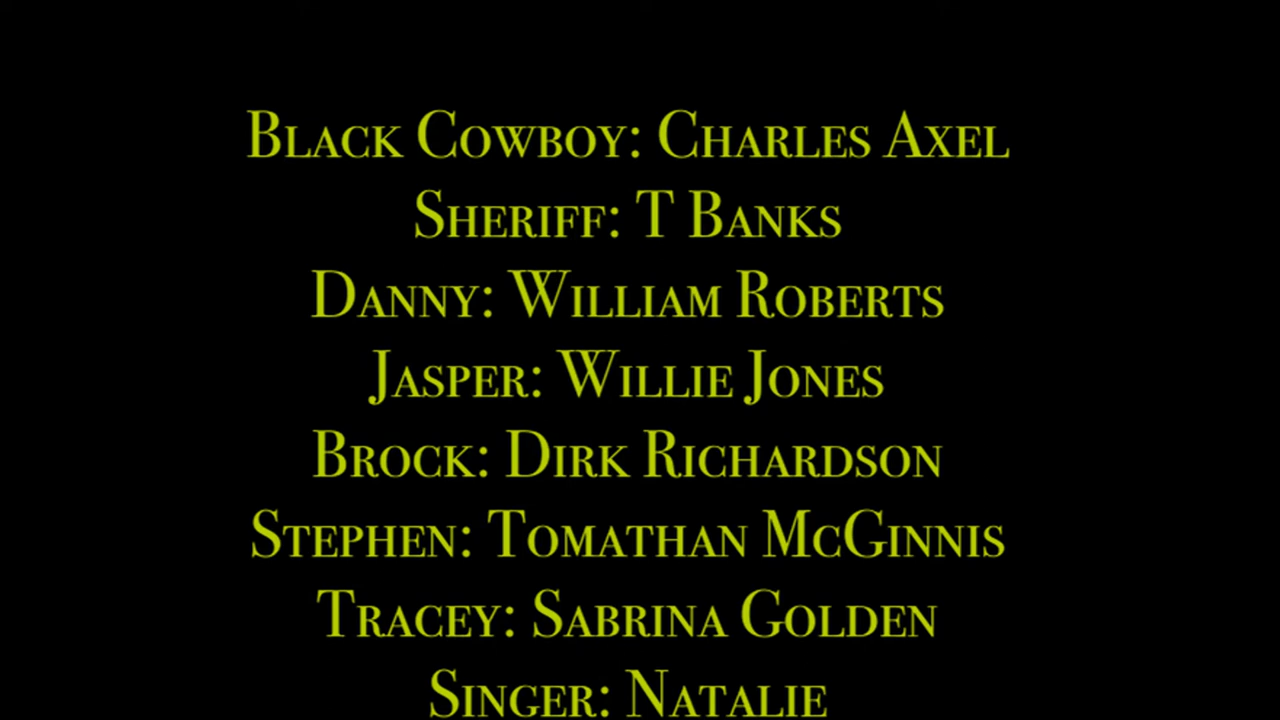 Black Cowboy: Charles Axel
Sheriff: T Banks
Danny: William Roberts
Jasper: Willie Jones
Brock: Dirk Richardson
Stephen: Tomathan McGinnis
Tracey: Sabrina Golden
Singer: Natalie